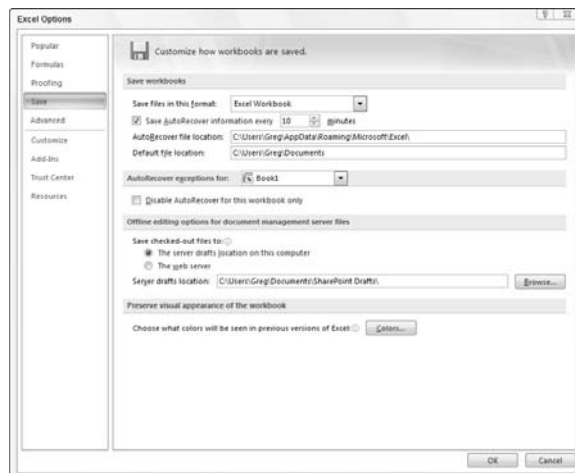 Excel Options
Popular
Formulas
Proofing
Save
Advanced
Customize
Add-Ins
Trust Center
Resources
Customize how workbooks are saved.
Save workbooks
Save files in this format: Excel Workbook
Save AutoRecover information every 10 minutes
AutoRecover file location: C:\Users\Greg\AppData\Roaming\Microsoft\Excel\
Default file location: C:\Users\Greg\Documents
AutoRecover exceptions for: Book1
Disable AutoRecover for this workbook only
Offline editing options for document management server files
Save checked-out files to:
The server drafts location on this computer
The web server
Server drafts location: C:\Users\Greg\Documents\SharePoint Drafts\ Browse...
Preserve visual appearance of the workbook
Choose what colors will be seen in previous versions of Excel: Colors...
OK Cancel